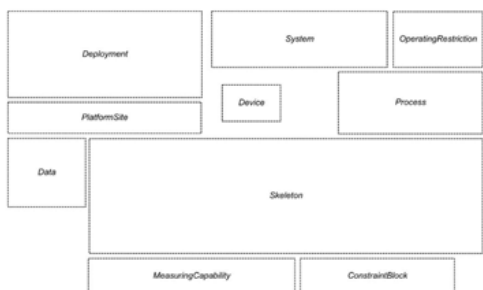 System
OperatingRestriction
Deployment
Device
Process
PlatformSite
Data
Skeleton
MeasuringCapability
ConstraintBlock